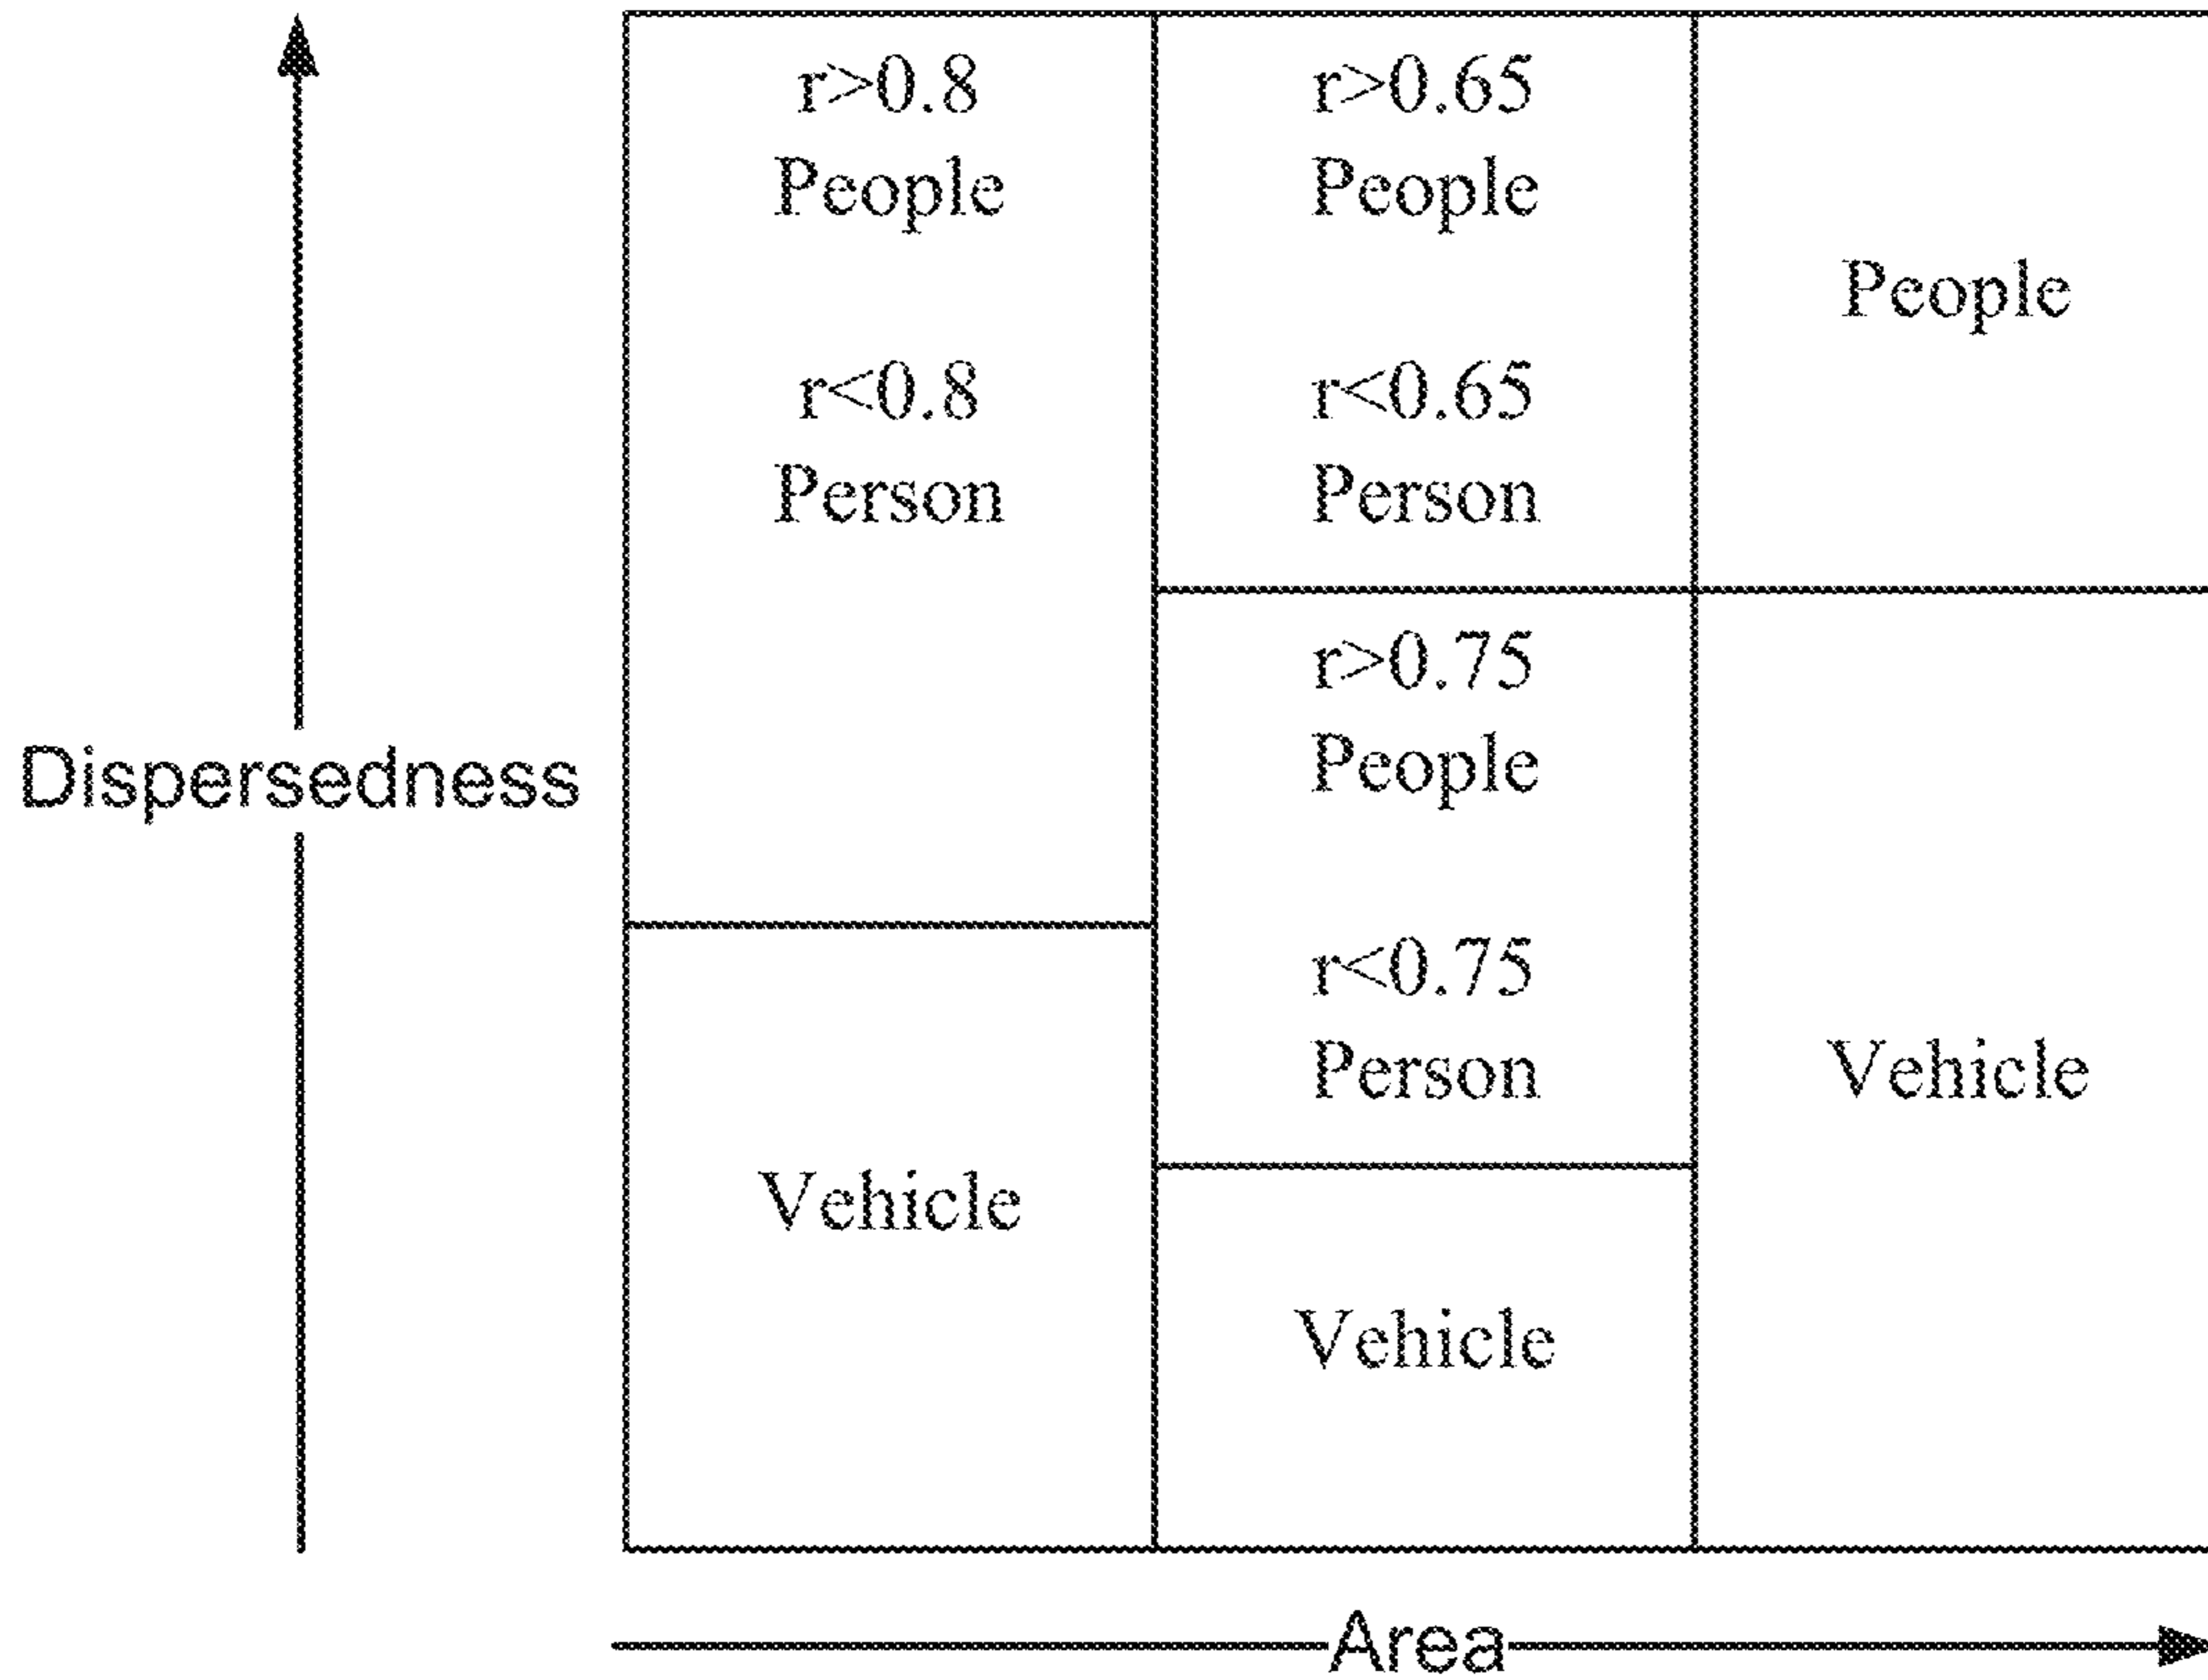 r>0.8
People
r<0.8
Person
Vehicle
r>0.65
People
r<0.65
Person
r>0.75
People
r<0.75
Person
Vehicle
People
Vehicle
Dispersedness
Area